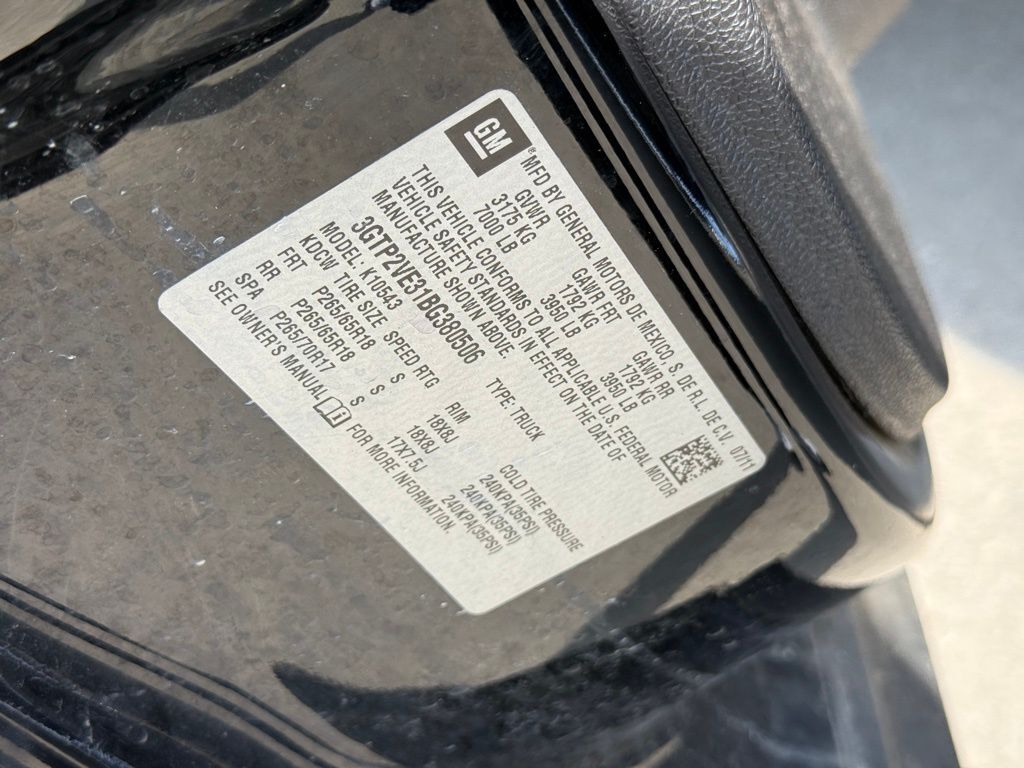 GM
® MFD BY GENERAL MOTORS DE MEXICO S. DE R.L. DE C.V. 07/11
GVWR GAWR FRT GAWR RR
3175 KG 1792 KG 1792 KG
7000 LB 3950 LB 3950 LB
THIS VEHICLE CONFORMS TO ALL APPLICABLE U.S. FEDERAL MOTOR
VEHICLE SAFETY STANDARDS IN EFFECT ON THE DATE OF
MANUFACTURE SHOWN ABOVE
3GTP2VE31BG380506 TYPE: TRUCK
MODEL: K10543
KDCW TIRE SIZE SPEED RTG RIM COLD TIRE PRESSURE
FRT P265/65R18 S 18X8J 240KPA(35PSI)
RR P265/65R18 S 18X8J 240KPA(35PSI)
SPA P265/70R17 S 17X7.5J 240KPA(35PSI)
SEE OWNER'S MANUAL FOR MORE INFORMATION.